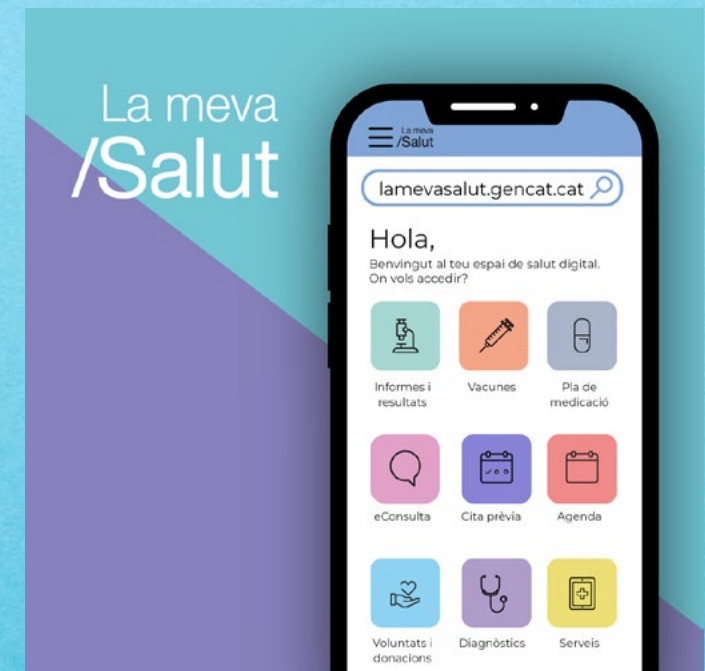 La meva
/Salut
La meva
/Salut
lamevasalut.gencat.cat
Hola,
Benvingut al teu espai de salut digital.
On vols accedir?
Informes i
resultats
Vacunes
Pla de
medicació
eConsulta
Cita prèvia
Agenda
Voluntats i
donacions
Diagnòstics
Serveis